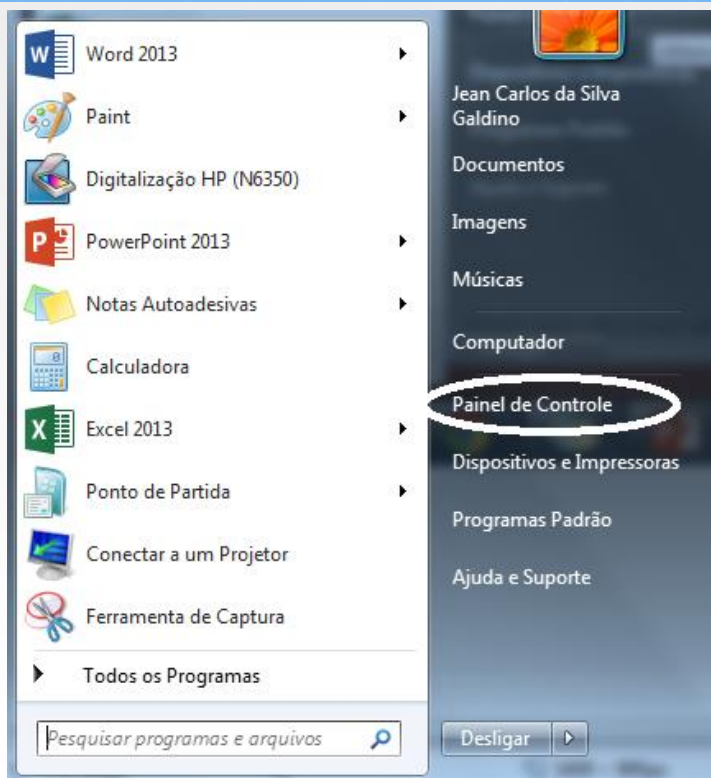 Word 2013
Paint
Digitalização HP (N6350)
PowerPoint 2013
Notas Autoadesivas
Calculadora
Excel 2013
Ponto de Partida
Conectar a um Projetor
Ferramenta de Captura
Todos os Programas
Pesquisar programas e arquivos
Jean Carlos da Silva
Galdino
Documentos
Imagens
Músicas
Computador
Painel de Controle
Dispositivos e Impressoras
Programas Padrão
Ajuda e Suporte
Desligar